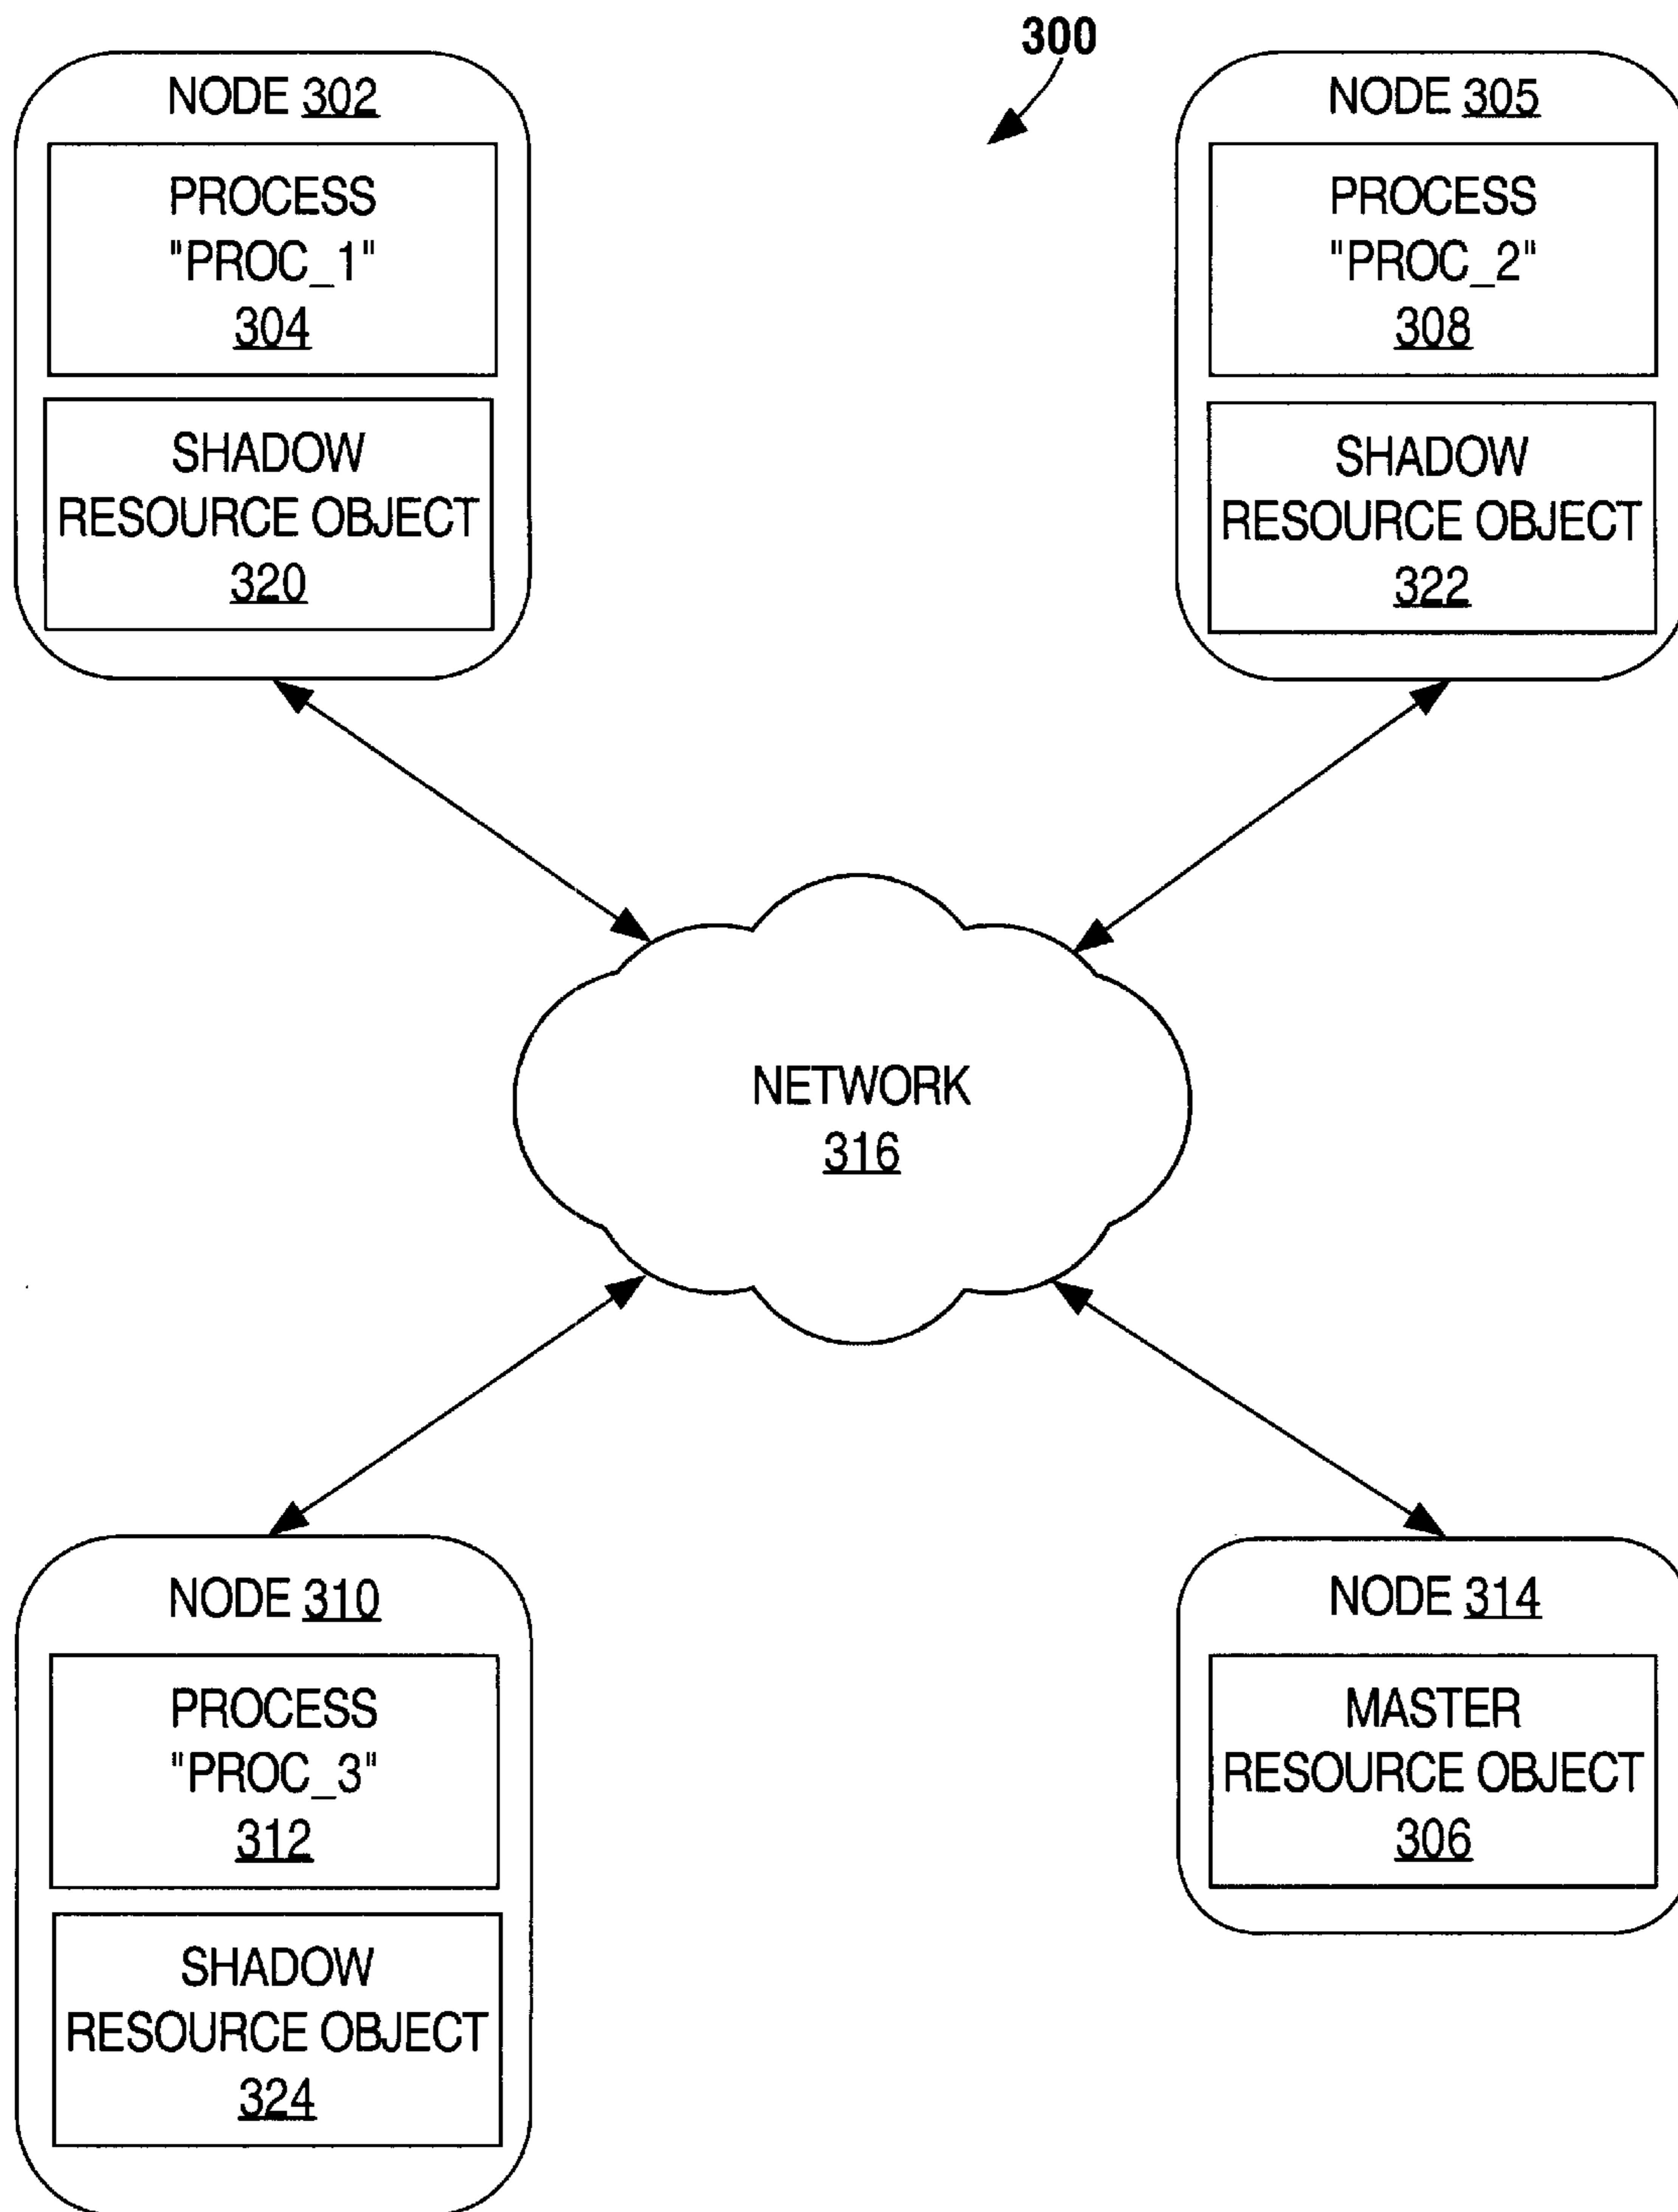 300
NODE 302
PROCESS
"PROC_1"
304
SHADOW
RESOURCE OBJECT
320
NODE 305
PROCESS
"PROC_2"
308
SHADOW
RESOURCE OBJECT
322
NETWORK
316
NODE 310
PROCESS
"PROC_3"
312
SHADOW
RESOURCE OBJECT
324
NODE 314
MASTER
RESOURCE OBJECT
306